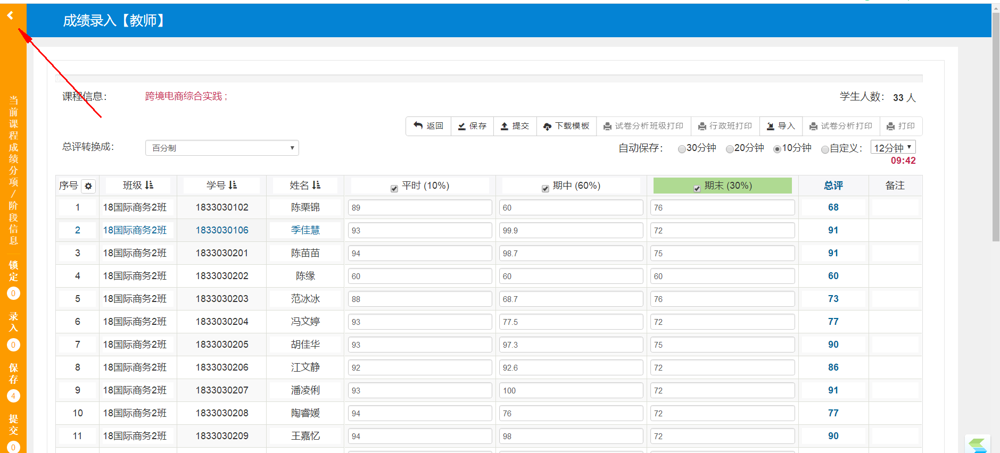 成绩录入【教师】
当前课程成绩分项/阶段信息
锁定
0
录入
0
保存
4
提交
0
课程信息： 跨境电商综合实践；
学生人数： 33 人
返回 保存 提交 下载模板 试卷分析班级打印 行政班打印 导入 试卷分析打印 打印
总评转换成： 百分制
自动保存： 30分钟 20分钟 10分钟 自定义： 12分钟
09:42
序号 班级 学号 姓名 平时 (10%) 期中 (60%) 期末 (30%) 总评 备注
1 18国际商务2班 1833030102 陈栗锦 89 60 76 68
2 18国际商务2班 1833030106 季佳慧 93 99.9 72 91
3 18国际商务2班 1833030201 陈苗苗 94 98.7 75 91
4 18国际商务2班 1833030202 陈缘 60 60 60 60
5 18国际商务2班 1833030203 范冰冰 88 68.7 76 73
6 18国际商务2班 1833030204 冯文婷 93 77.5 72 77
7 18国际商务2班 1833030205 胡佳华 93 97.3 75 90
8 18国际商务2班 1833030206 江文静 92 92.6 72 86
9 18国际商务2班 1833030207 潘凌俐 93 100 72 91
10 18国际商务2班 1833030208 陶睿媛 94 76 72 77
11 18国际商务2班 1833030209 王嘉忆 94 98 72 90